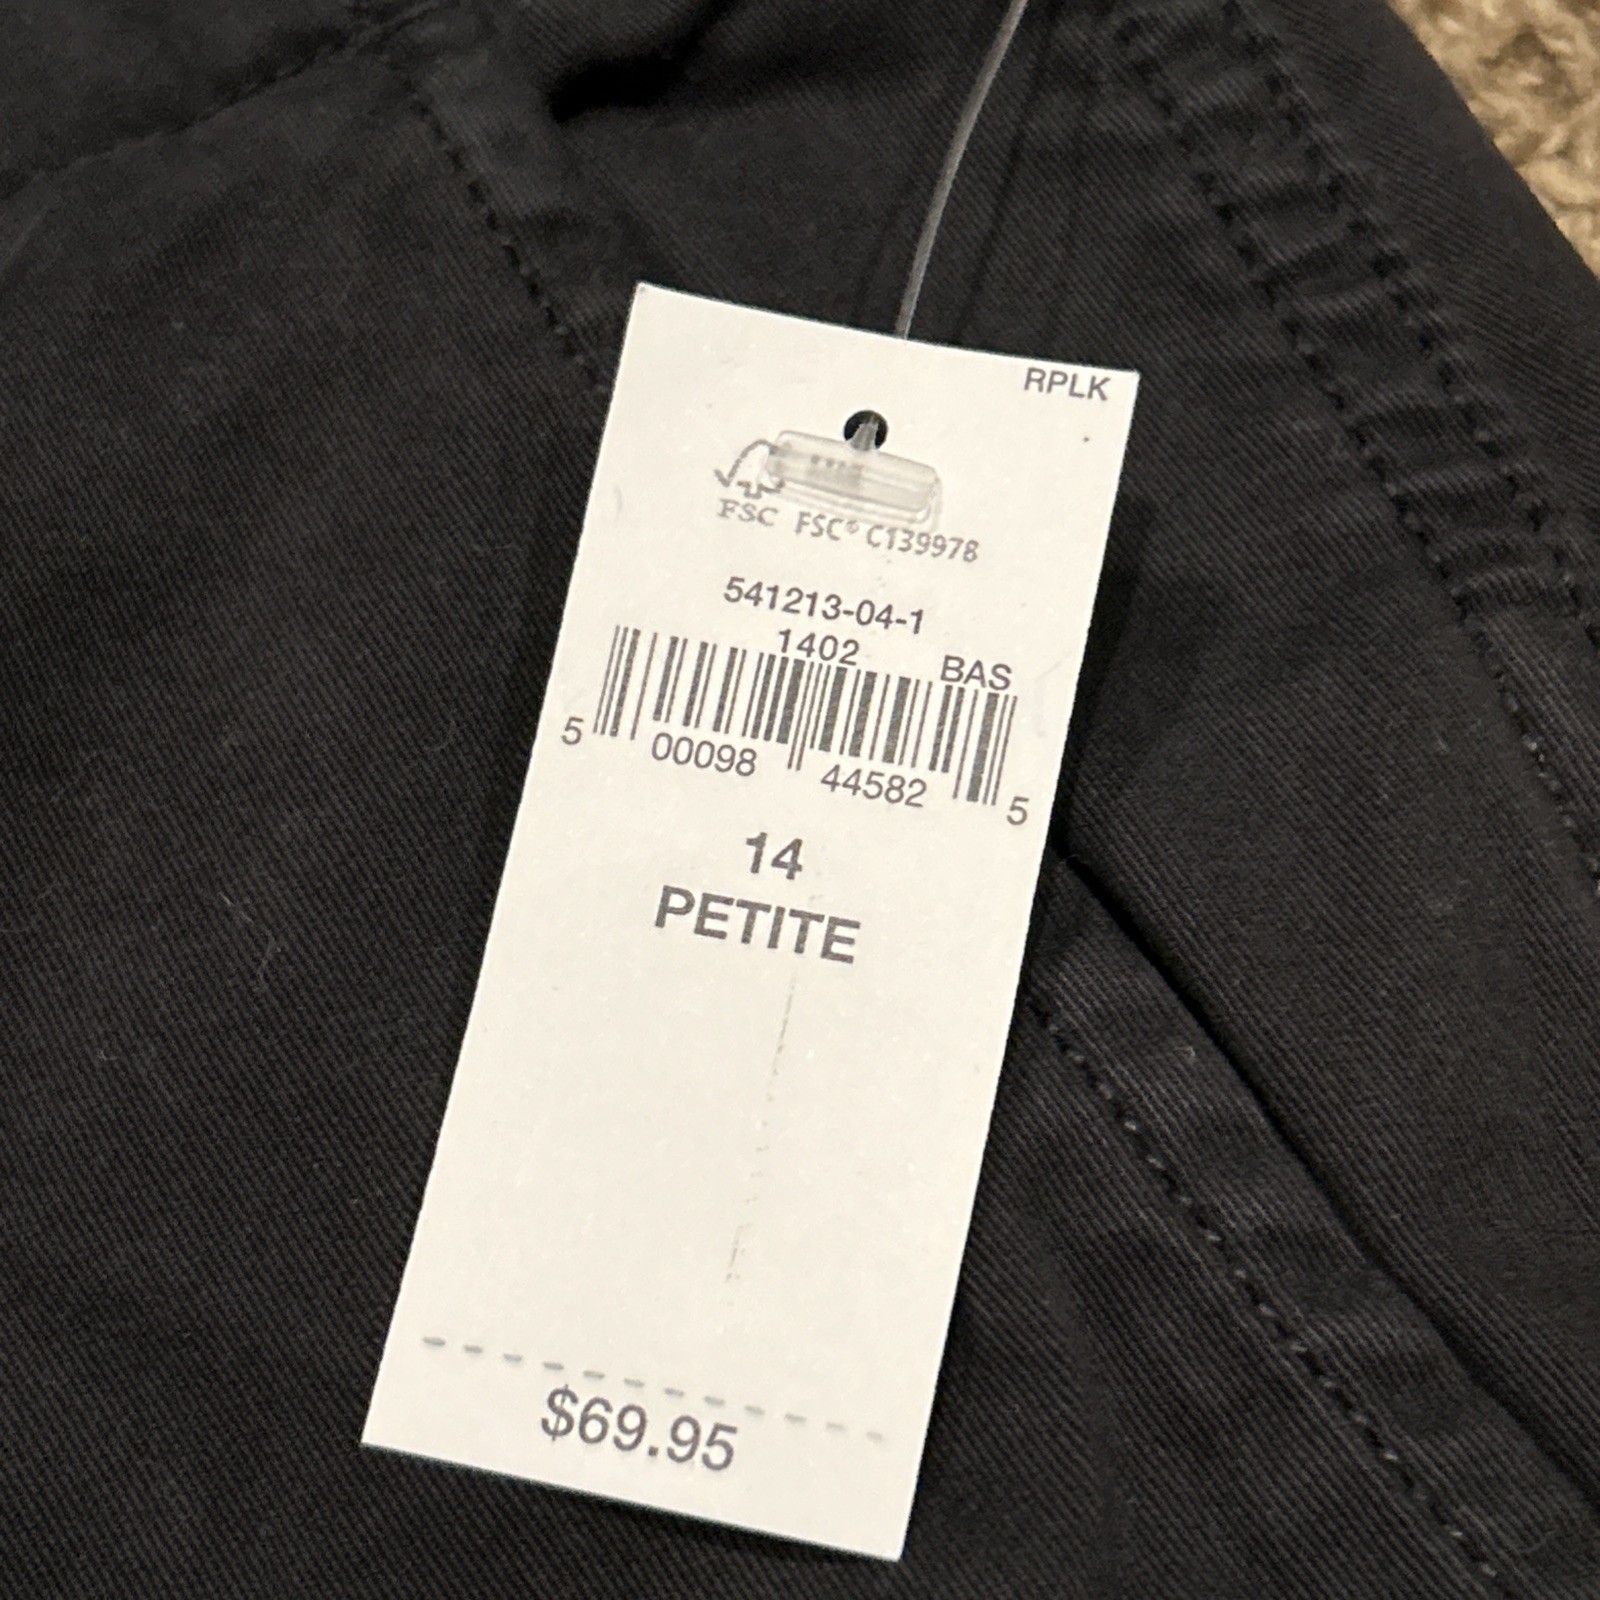 RPLK
FSC FSC® C139978
541213-04-1
1402 BAS
5 00098 44582 5
14
PETITE
$69.95